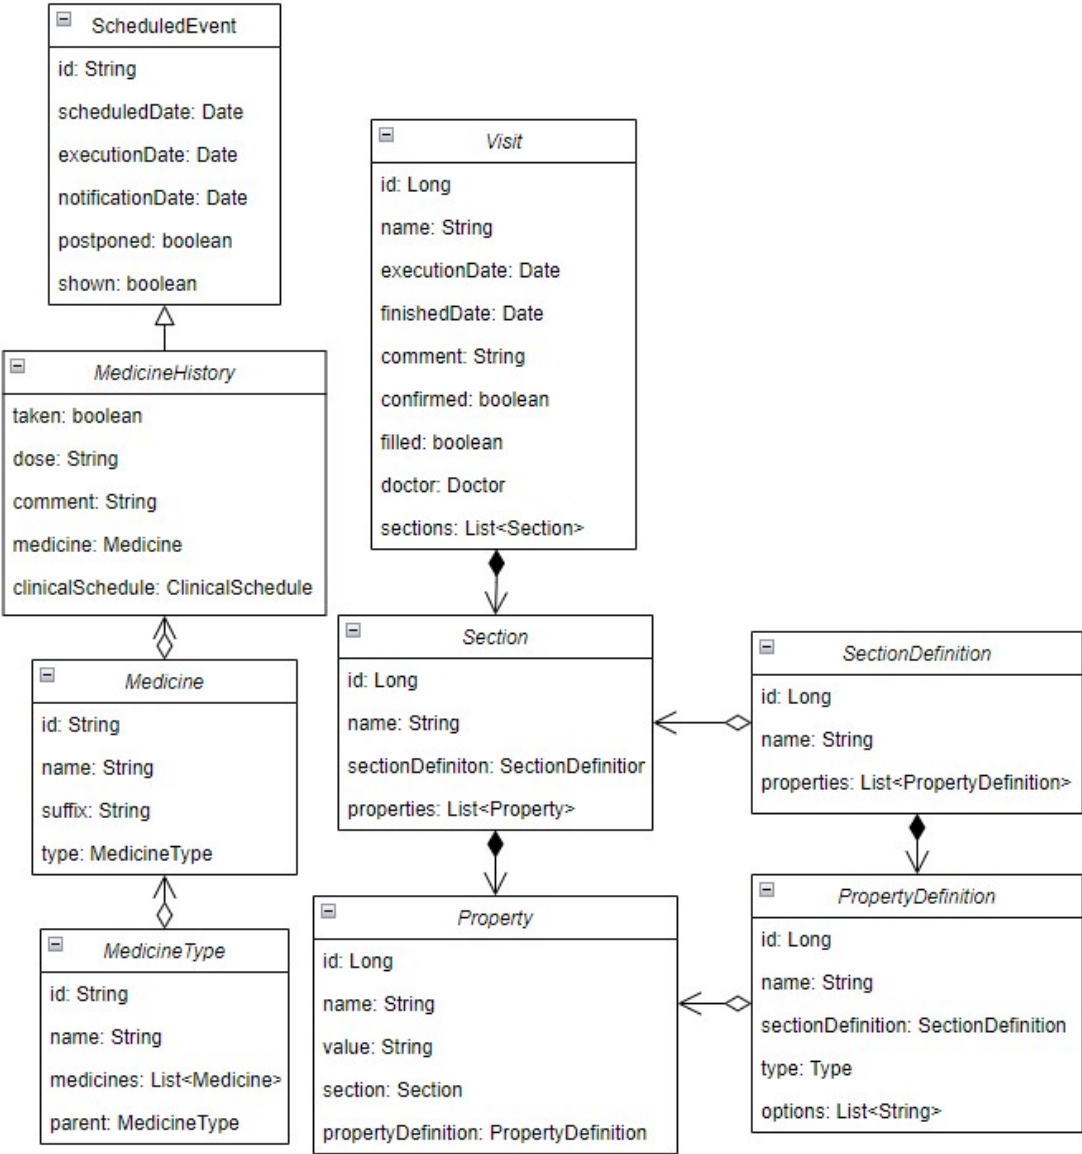 ScheduledEvent
id: String
scheduledDate: Date
executionDate: Date
notificationDate: Date
postponed: boolean
shown: boolean
MedicineHistory
taken: boolean
dose: String
comment: String
medicine: Medicine
clinicalSchedule: ClinicalSchedule
Medicine
id: String
name: String
suffix: String
type: MedicineType
MedicineType
id: String
name: String
medicines: List<Medicine>
parent: MedicineType
Visit
id: Long
name: String
executionDate: Date
finishedDate: Date
comment: String
confirmed: boolean
filled: boolean
doctor: Doctor
sections: List<Section>
Section
id: Long
name: String
sectionDefiniton: SectionDefinition
properties: List<Property>
Property
id: Long
name: String
value: String
section: Section
propertyDefinition: PropertyDefinition
SectionDefinition
id: Long
name: String
properties: List<PropertyDefinition>
PropertyDefinition
id: Long
name: String
sectionDefinition: SectionDefinition
type: Type
options: List<String>